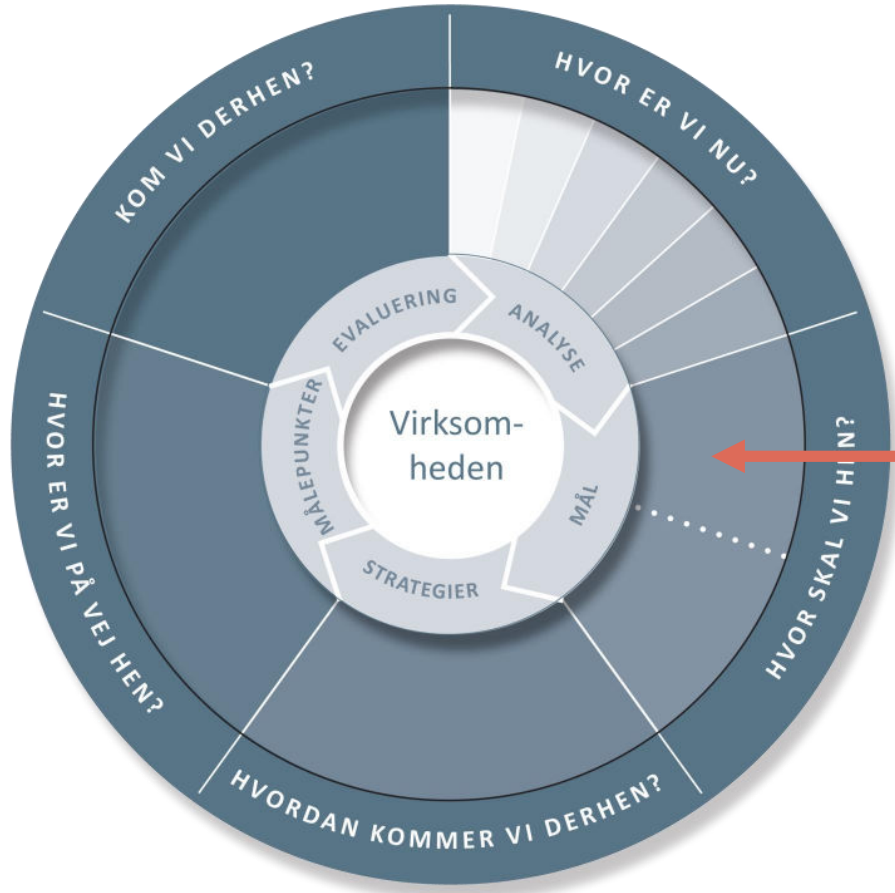 KOM VI DERHEN?
HVOR ER VI NU?
HVOR SKAL VI HEN?
HVORDAN KOMMER VI DERHEN?
HVOR ER VI PÅ VEJ HEN?
EVALUERING
ANALYSE
MÅL
STRATEGIER
MÅLEPUNKTER
Virksom-
heden